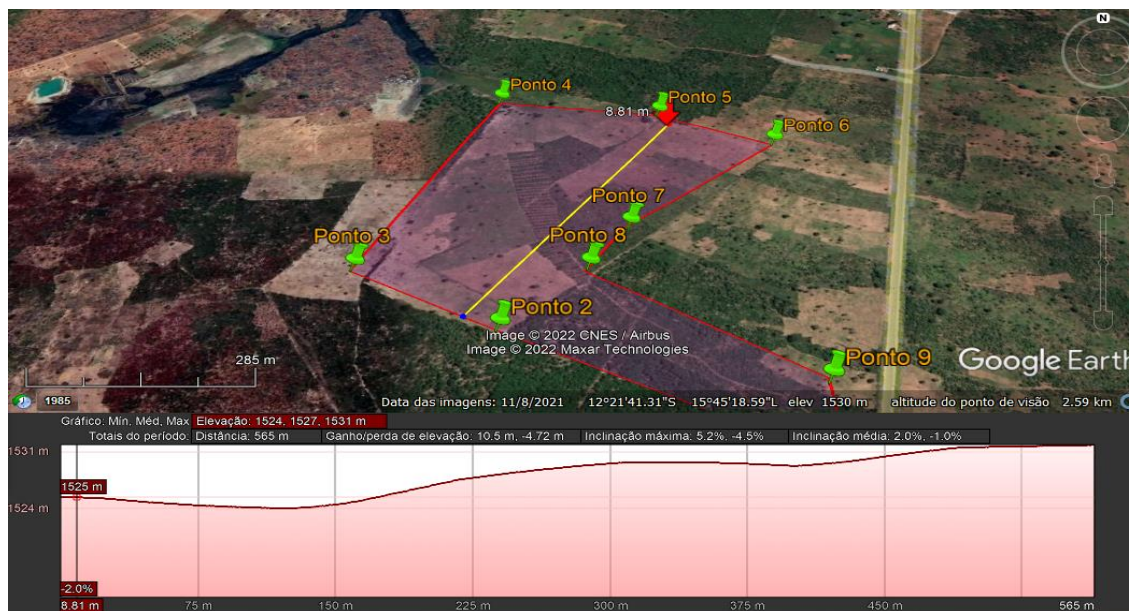 N
Ponto 4
Ponto 5
8.81 m
Ponto 6
Ponto 7
Ponto 3
Ponto 8
Ponto 2
Image © 2022 CNES / Airbus
Image © 2022 Maxar Technologies
285 m
Ponto 9
Google Earth
1985
Data das imagens: 11/8/2021 12°21'41.31"S 15°45'18.59"L elev 1530 m altitude do ponto de visão 2.59 km
Gráfico: Mín, Méd, Max Elevação: 1524, 1527, 1531 m
Totais do período: Distância: 565 m Ganho/perda de elevação: 10.5 m, -4.72 m Inclinação máxima: 5.2%, -4.5% Inclinação média: 2.0%, -1.0%
1531 m
1525 m
1524 m
-2.0%
8.81 m 75 m 150 m 225 m 300 m 375 m 450 m 565 m